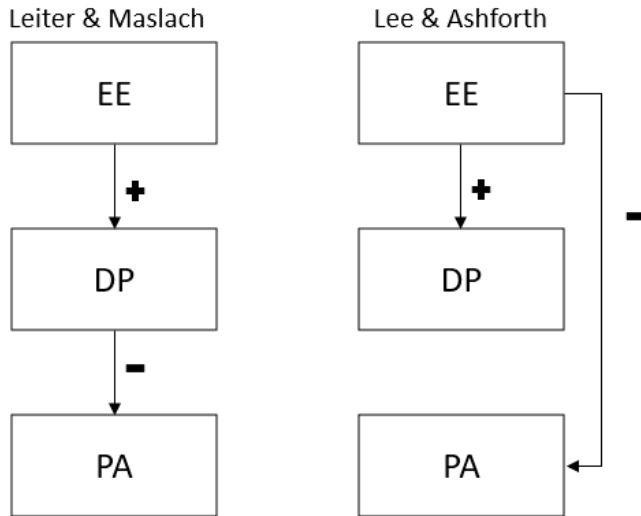 Leiter & Maslach
EE
+
DP
-
PA
Lee & Ashforth
EE
+
-
DP
PA